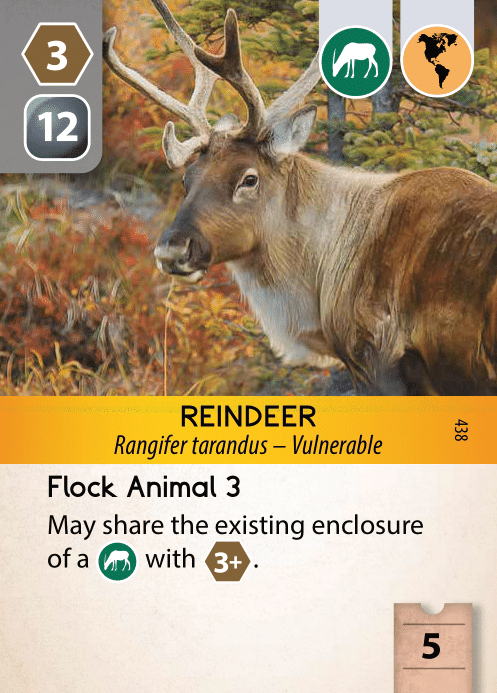 3
12
REINDEER
Rangifer tarandus – Vulnerable
438
Flock Animal 3
May share the existing enclosure
of a with 3+.
5